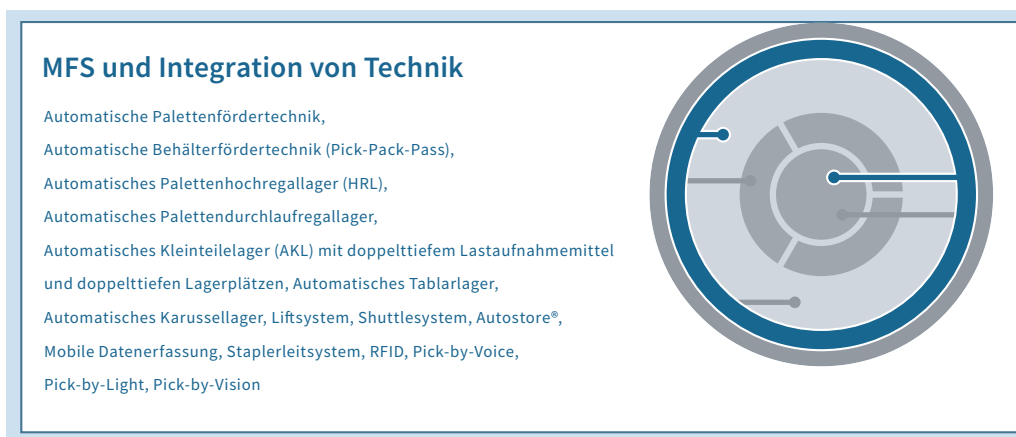 MFS und Integration von Technik
Automatische Palettenfördertechnik,
Automatische Behälterfördertechnik (Pick-Pack-Pass),
Automatisches Palettenhochregallager (HRL),
Automatisches Palettendurchlaufregallager,
Automatisches Kleinteilelager (AKL) mit doppelttiefem Lastaufnahmemittel
und doppelttiefen Lagerplätzen, Automatisches Tablarlager,
Automatisches Karussellager, Liftsystem, Shuttlesystem, Autostore®,
Mobile Datenerfassung, Staplerleitsystem, RFID, Pick-by-Voice,
Pick-by-Light, Pick-by-Vision